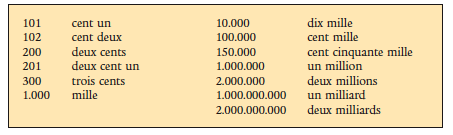 101 cent un 10.000 dix mille
102 cent deux 100.000 cent mille
200 deux cents 150.000 cent cinquante mille
201 deux cent un 1.000.000 un million
300 trois cents 2.000.000 deux millions
1.000 mille 1.000.000.000 un milliard
2.000.000.000 deux milliards